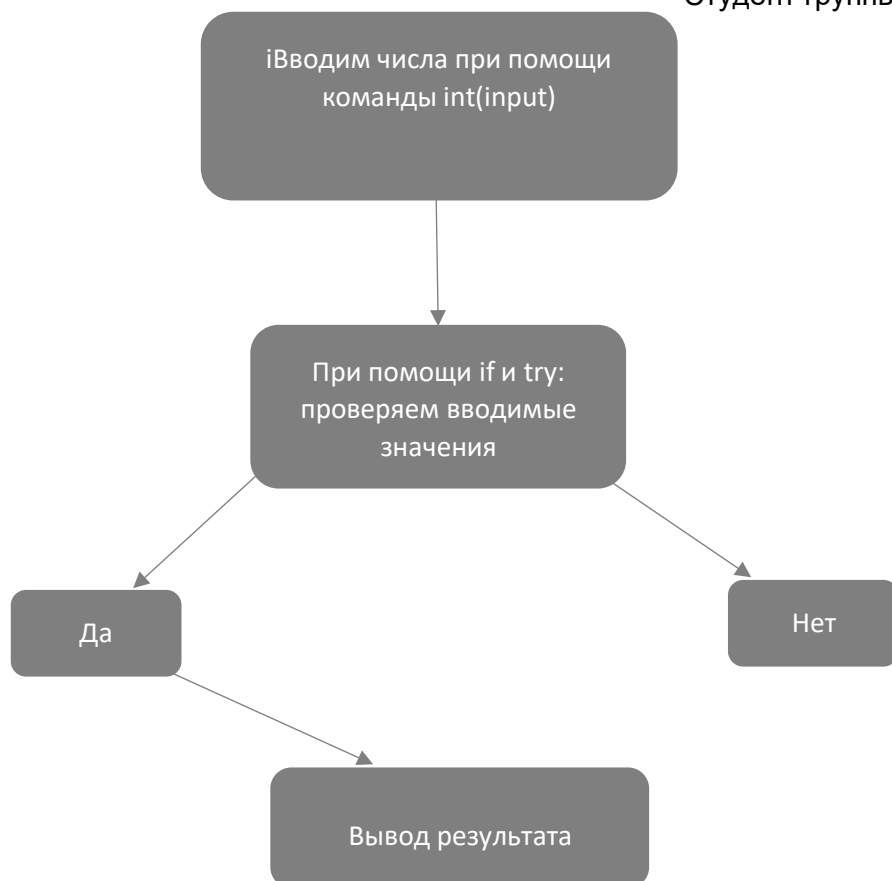 Студент группы
iВводим числа при помощи
команды int(input)
При помощи if и try:
проверяем вводимые
значения
Да
Нет
Вывод результата